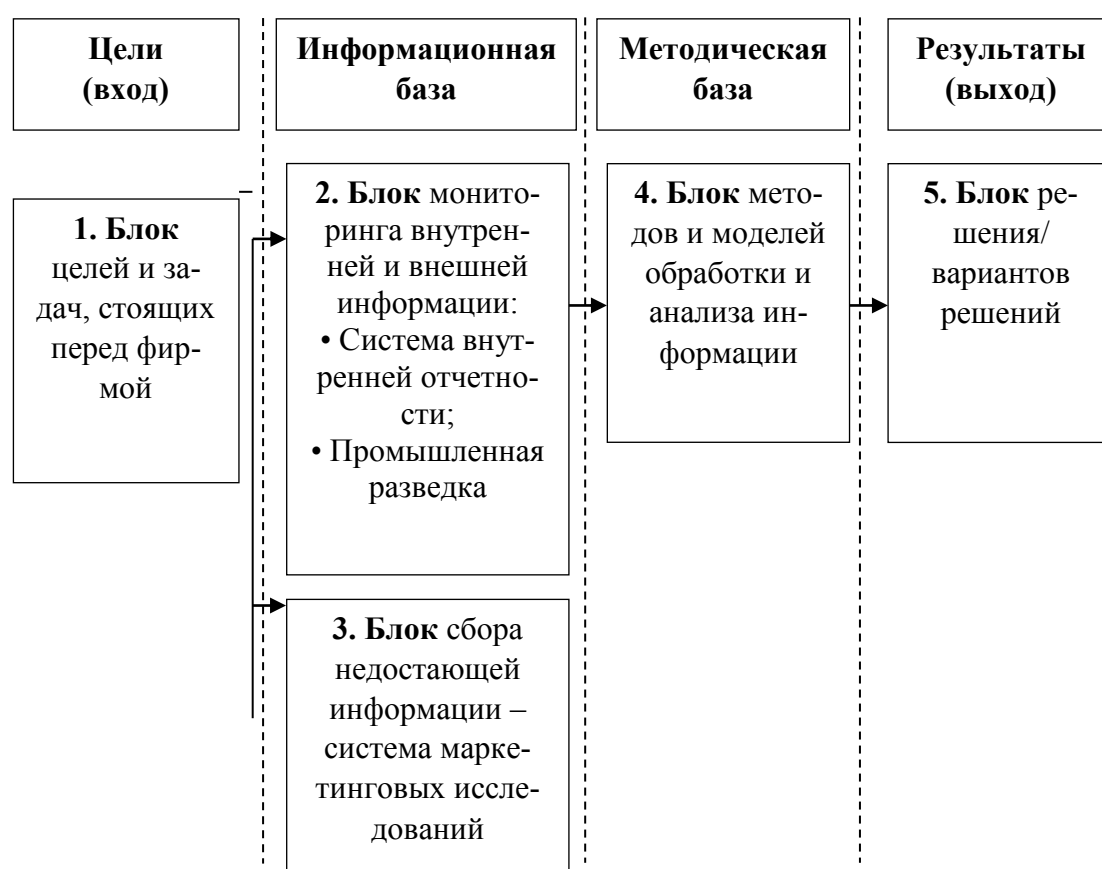 Цели
(вход)
Информационная
база
Методическая
база
Результаты
(выход)
1. Блок
целей и за-
дач, стоящих
перед фир-
мой
2. Блок монито-
ринга внутрен-
ней и внешней
информации:
• Система внут-
ренней отчетно-
сти;
• Промышленная
разведка
3. Блок сбора
недостающей
информации –
система марке-
тинговых иссле-
дований
4. Блок мето-
дов и моделей
обработки и
анализа ин-
формации
5. Блок ре-
шения/
вариантов
решений